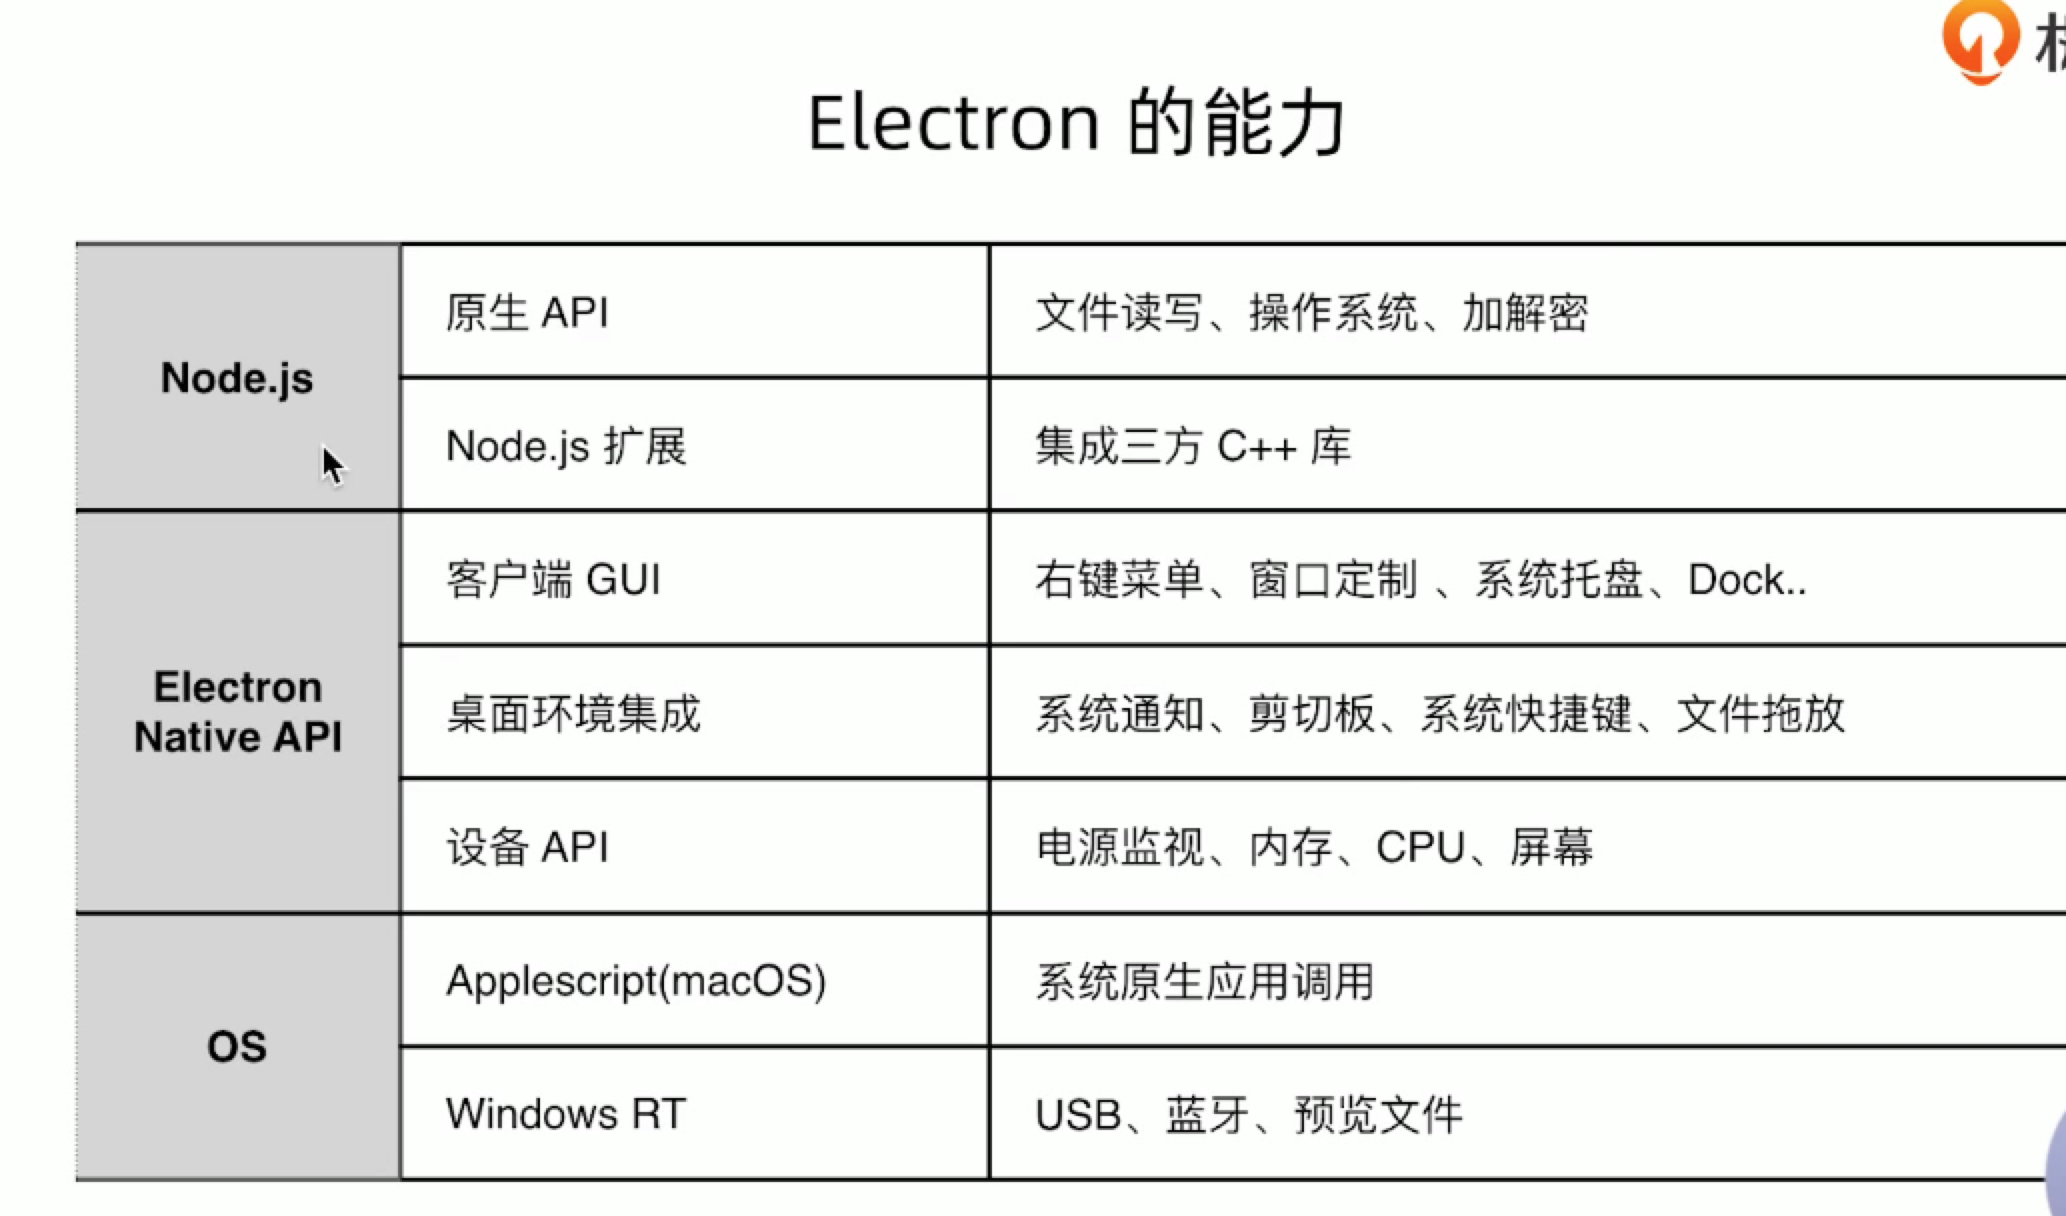 Electron 的能力
Node.js
原生 API
文件读写、操作系统、加解密
Node.js 扩展
集成三方 C++ 库
Electron
Native API
客户端 GUI
右键菜单、窗口定制 、系统托盘、Dock..
桌面环境集成
系统通知、剪切板、系统快捷键、文件拖放
设备 API
电源监视、内存、CPU、屏幕
OS
Applescript(macOS)
系统原生应用调用
Windows RT
USB、蓝牙、预览文件